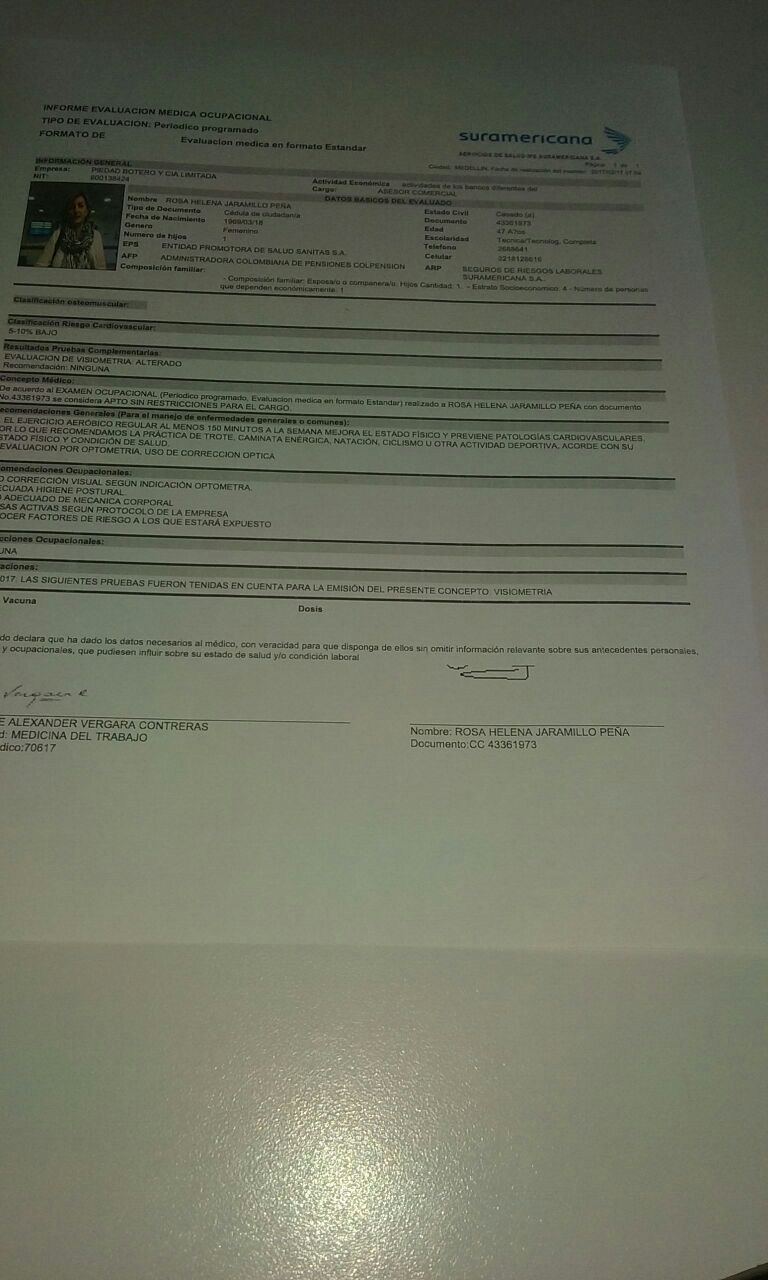 INFORME EVALUACION MEDICA OCUPACIONAL
TIPO DE EVALUACION: Periodico programado
FORMATO DE Evaluacion medica en formato Estandar
suramericana
SERVICIOS DE SALUD IPS SURAMERICANA S.A.
Página 1 de 1
Ciudad: MEDELLIN, Fecha de realización del examen:
INFORMACIÓN GENERAL
Empresa: PIEDAD BOTERO Y CIA LIMITADA
NIT: 800138424
Actividad Económica actividades de los bancos diferentes del
Cargo: ASESOR COMERCIAL
DATOS BASICOS DEL EVALUADO
Nombre ROSA HELENA JARAMILLO PEÑA
Tipo de Documento Cédula de ciudadanía
Fecha de Nacimiento 1969/03/18
Genero Femenino
Numero de hijos 1
EPS ENTIDAD PROMOTORA DE SALUD SANITAS S.A.
AFP ADMINISTRADORA COLOMBIANA DE PENSIONES COLPENSION
Estado Civil Casado (a)
Documento 43361973
Edad 47 A?os
Escolaridad Tecnica/Tecnolog. Completa
Telefono 2688641
Celular 3218128616
ARP SEGUROS DE RIESGOS LABORALES
SURAMERICANA S.A..
Composición familiar: - Composición familiar: Esposa/o o companera/o. Hijos Cantidad: 1. - Estrato Socioeconomico: 4 - Número de personas
que dependen económicamente: 1
Clasificación osteomuscular:
Clasificación Riesgo Cardiovascular:
5-10% BAJO
Resultados Pruebas Complementarias:
EVALUACION DE VISIOMETRIA: ALTERADO
Recomendación: NINGUNA
Concepto Médico:
De acuerdo al EXAMEN OCUPACIONAL (Periodico programado, Evaluacion medica en formato Estandar) realizado a ROSA HELENA JARAMILLO PEÑA con documento
No.43361973 se considera APTO SIN RESTRICCIONES PARA EL CARGO.
ecomendaciones Generales (Para el manejo de enfermedades generales o comunes):
EL EJERCICIO AERÓBICO REGULAR AL MENOS 150 MINUTOS A LA SEMANA MEJORA EL ESTADO FÍSICO Y PREVIENE PATOLOGÍAS CARDIOVASCULARES.
OR LO QUE RECOMENDAMOS LA PRÁCTICA DE TROTE, CAMINATA ENÉRGICA, NATACIÓN, CICLISMO U OTRA ACTIVIDAD DEPORTIVA, ACORDE CON SU
STADO FÍSICO Y CONDICIÓN DE SALUD.
EVALUACION POR OPTOMETRIA, USO DE CORRECCION OPTICA
omendaciones Ocupacionales:
O CORRECCIÓN VISUAL SEGÚN INDICACIÓN OPTOMETRA.
ECUADA HIGIENE POSTURAL
O ADECUADO DE MECANICA CORPORAL
SAS ACTIVAS SEGUN PROTOCOLO DE LA EMPRESA
OCER FACTORES DE RIESGO A LOS QUE ESTARÁ EXPUESTO
cciones Ocupacionales:
UNA
aciones:
017: LAS SIGUIENTES PRUEBAS FUERON TENIDAS EN CUENTA PARA LA EMISIÓN DEL PRESENTE CONCEPTO: VISIOMETRIA
Vacuna Dosis
do declara que ha dado los datos necesarios al médico, con veracidad para que disponga de ellos sin omitir información relevante sobre sus antecedentes personales,
y ocupacionales, que pudiesen influir sobre su estado de salud y/o condición laboral
E ALEXANDER VERGARA CONTRERAS
d: MEDICINA DEL TRABAJO
dico:70617
Nombre: ROSA HELENA JARAMILLO PEÑA
Documento:CC 43361973